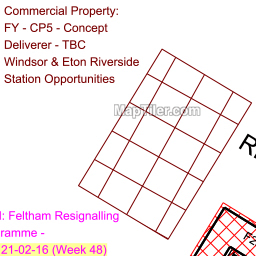 Commercial Property:
FY - CP5 - Concept
Deliverer - TBC
Windsor & Eton Riverside
Station Opportunities
MapTiler.com
: Feltham Resignalling
ramme -
21-02-16 (Week 48)